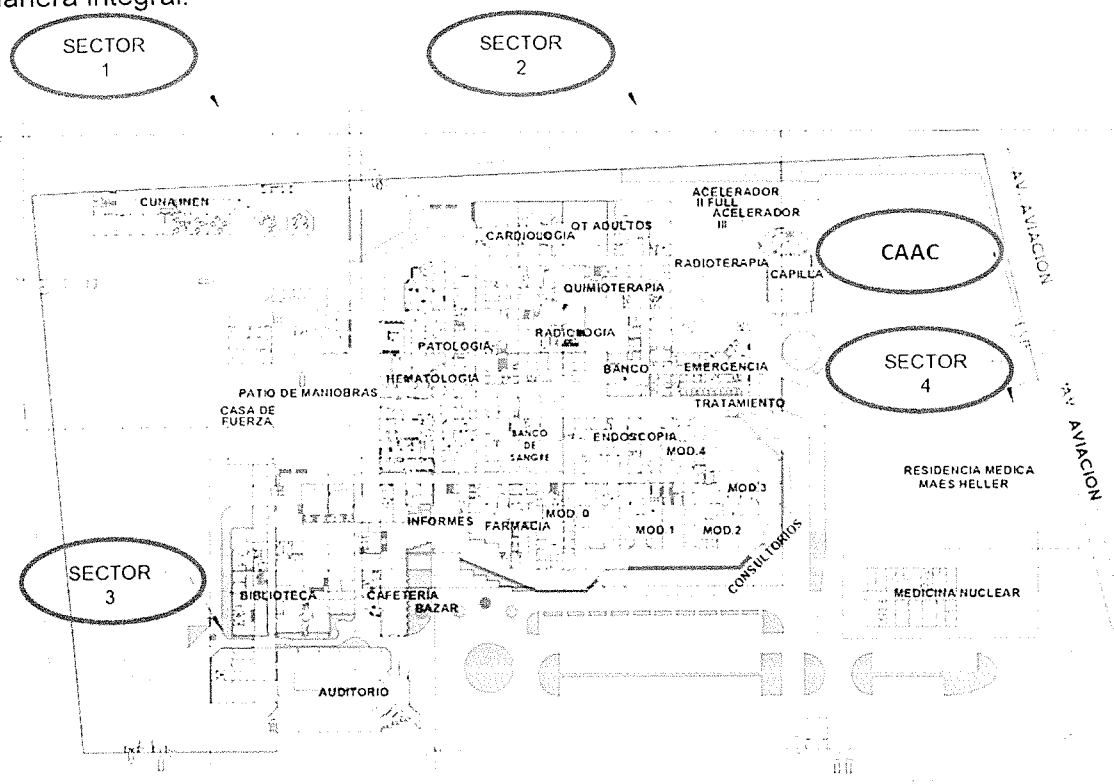 manera integral.
SECTOR
1
SECTOR
2
CUNA INEN
ACELERADOR
II FULL
ACELERADOR
III
CARDIOLOGIA
QT ADULTOS
RADIOTERAPIA
CAPILLA
CAAC
AV. AVIACION
QUIMIOTERAPIA
RADIOLOGIA
PATOLOGIA
HEMATOLOGIA
BANCO
EMERGENCIA
TRATAMIENTO
SECTOR
4
PATIO DE MANIOBRAS
CASA DE
FUERZA
BANCO
DE
SANGRE
ENDOSCOPIA
MOD.4
MOD.3
AV. AVIACION
RESIDENCIA MEDICA
MAES HELLER
INFORMES
FARMACIA
MOD. 0
MOD.1
MOD.2
CONSULTORIOS
SECTOR
3
BIBLIOTECA
CAFETERIA
BAZAR
MEDICINA NUCLEAR
AUDITORIO